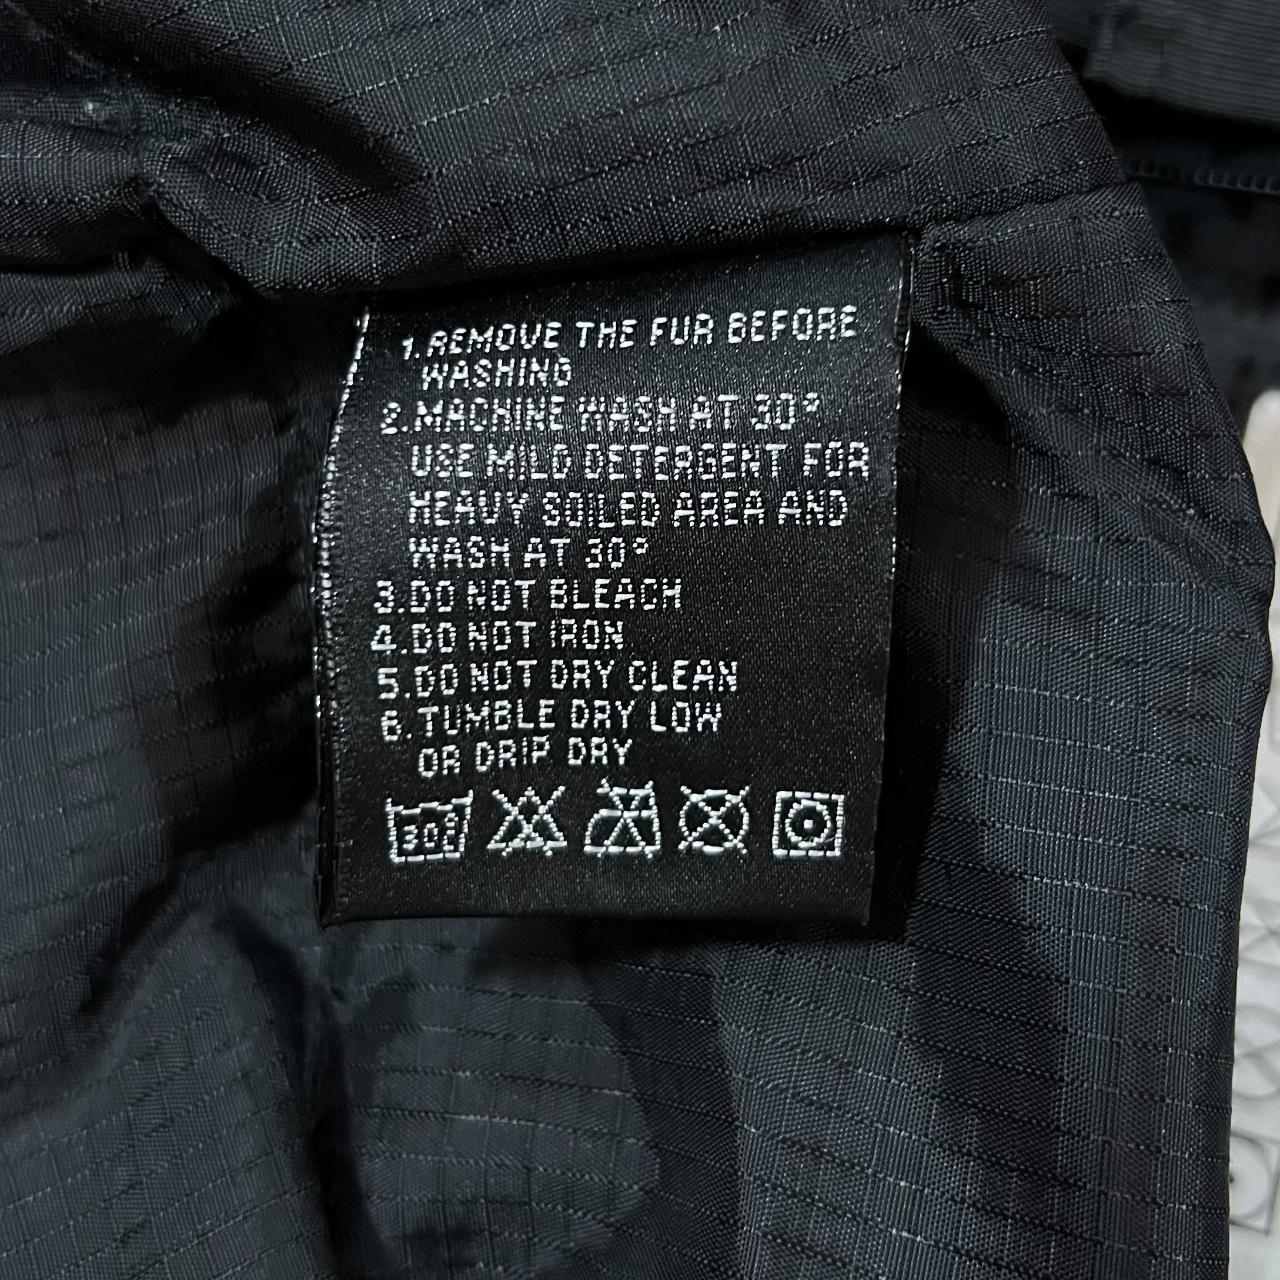 1.REMOVE THE FUR BEFORE
WASHING
2.MACHINE WASH AT 30°
USE MILD DETERGENT FOR
HEAVY SOILED AREA AND
WASH AT 30°
3.DO NOT BLEACH
4.DO NOT IRON
5.DO NOT DRY CLEAN
6.TUMBLE DRY LOW
OR DRIP DRY
30°